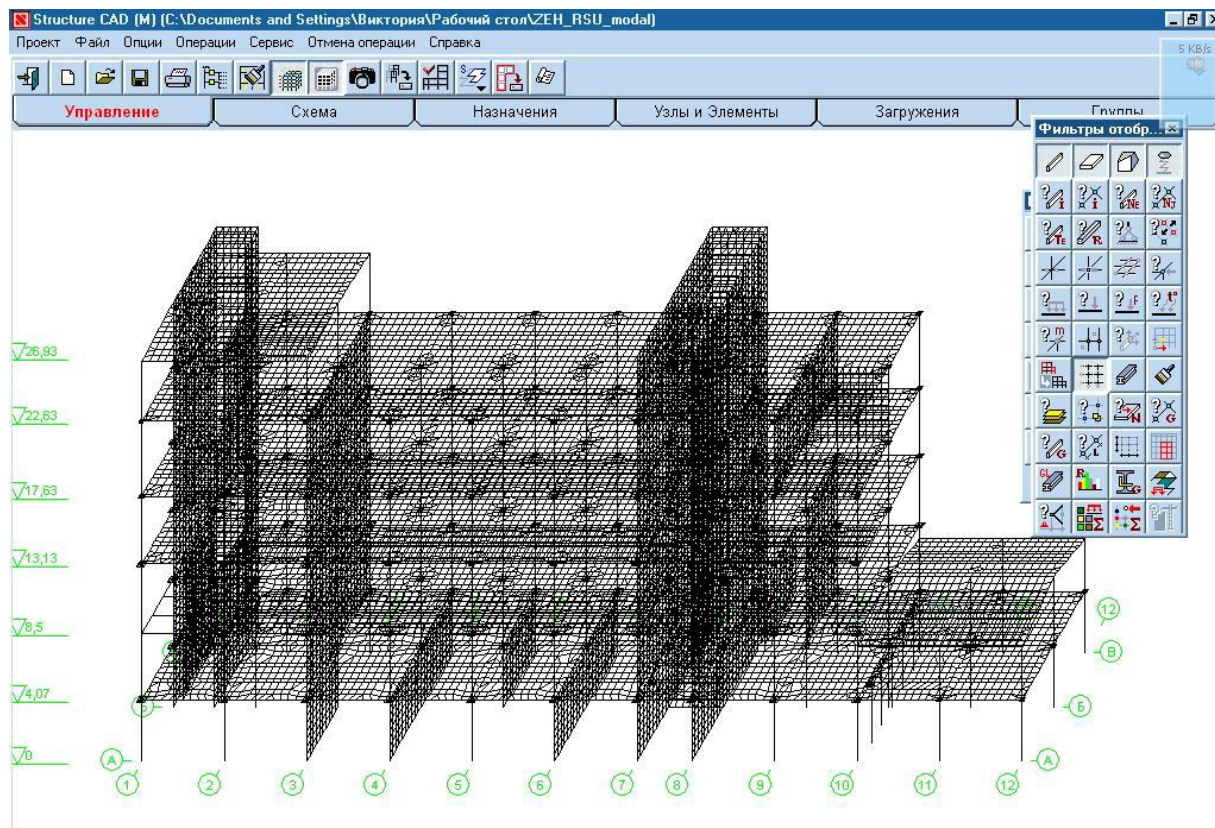 Structure CAD (M) (C:\Documents and Settings\Виктория\Рабочий стол\ZEH_RSU_modal)
Проект Файл Опции Операции Сервис Отмена операции Справка
5 KB/s
Управление Схема Назначения Узлы и Элементы Загружения Группы
Фильтры отобр...
26,93
22,63
17,63
13,13
8,5
4,07
0
12
В
Б
Б
А
А
1 2 3 4 5 6 7 8 9 10 11 12